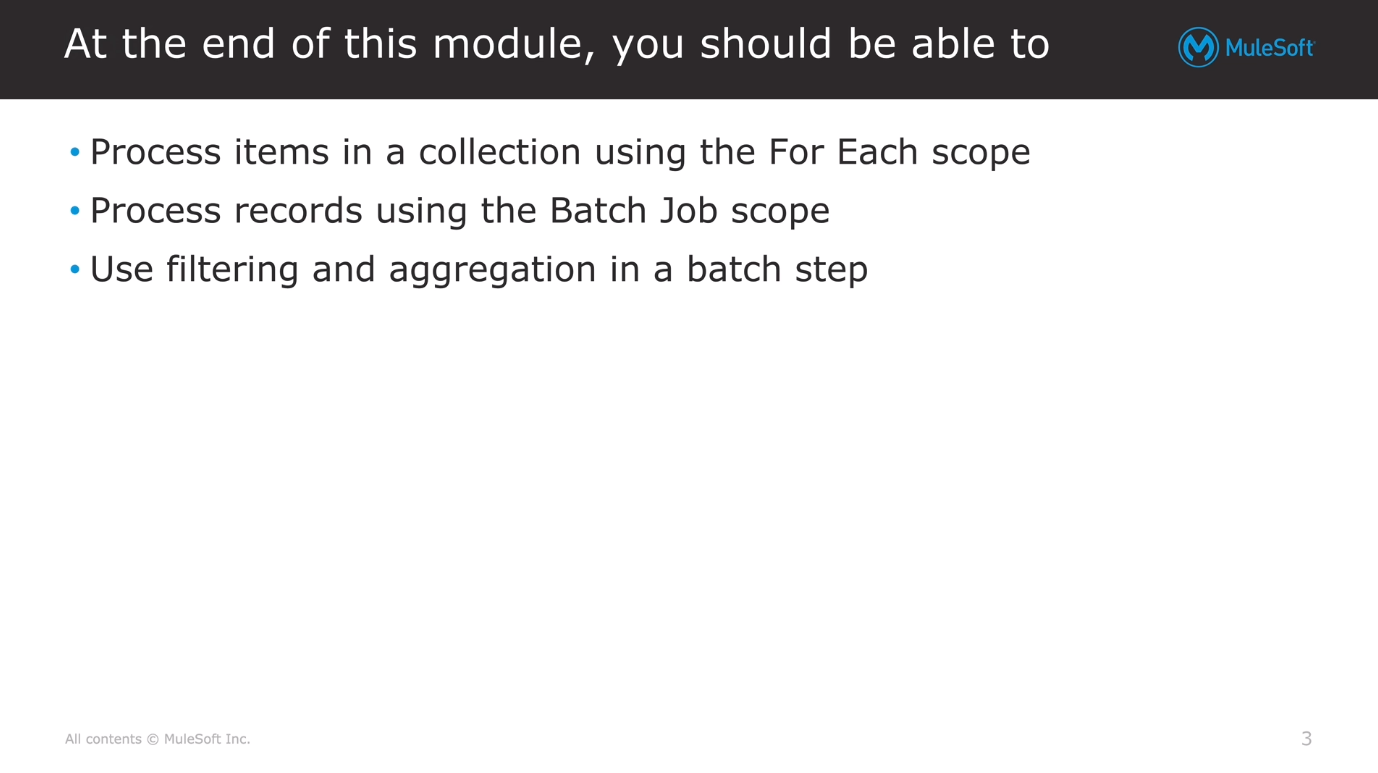 At the end of this module, you should be able to
MuleSoft
• Process items in a collection using the For Each scope
• Process records using the Batch Job scope
• Use filtering and aggregation in a batch step
All contents © MuleSoft Inc.
3